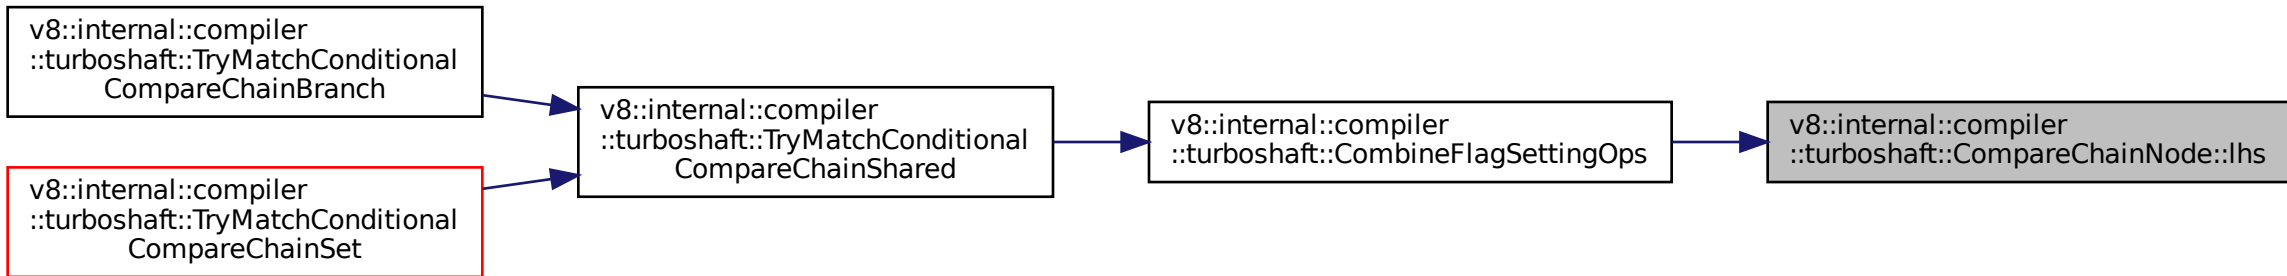 v8::internal::compiler
::turboshaft::TryMatchConditional
CompareChainBranch
v8::internal::compiler
::turboshaft::TryMatchConditional
CompareChainSet
v8::internal::compiler
::turboshaft::TryMatchConditional
CompareChainShared
v8::internal::compiler
::turboshaft::CombineFlagSettingOps
v8::internal::compiler
::turboshaft::CompareChainNode::lhs